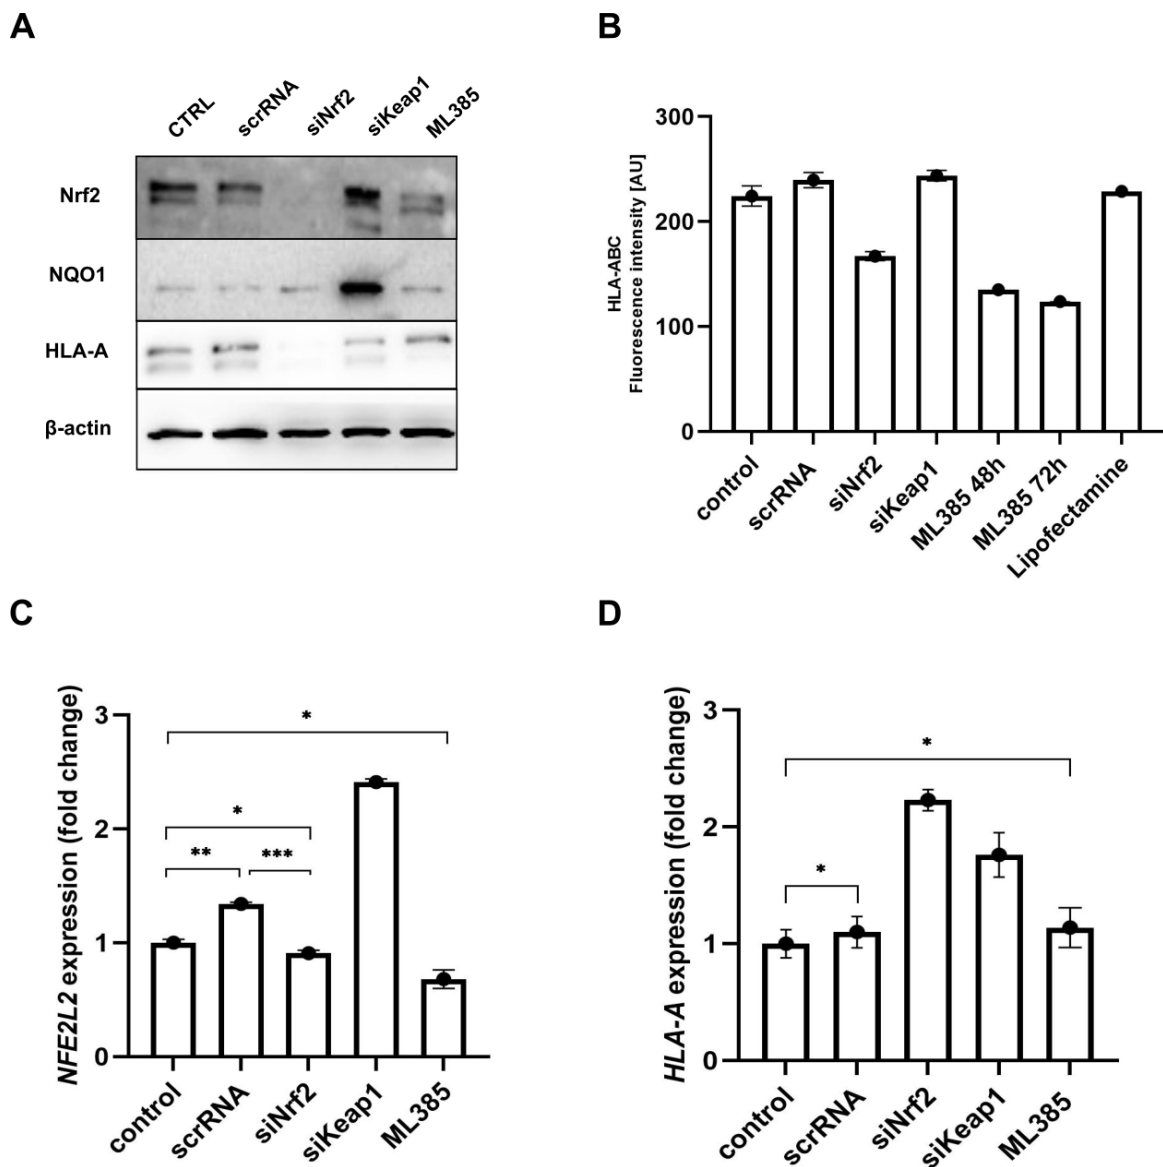 A
CTRL
scrRNA
siNrf2
siKeap1
ML385
Nrf2
NQO1
HLA-A
β-actin
B
HLA-ABC
Fluorescence intensity [AU]
300
200
100
0
control
scrRNA
siNrf2
siKeap1
ML385 48h
ML385 72h
Lipofectamine
C
NFE2L2 expression (fold change)
3
2
1
0
*
*
**
***
control
scrRNA
siNrf2
siKeap1
ML385
D
HLA-A expression (fold change)
3
2
1
0
*
*
control
scrRNA
siNrf2
siKeap1
ML385